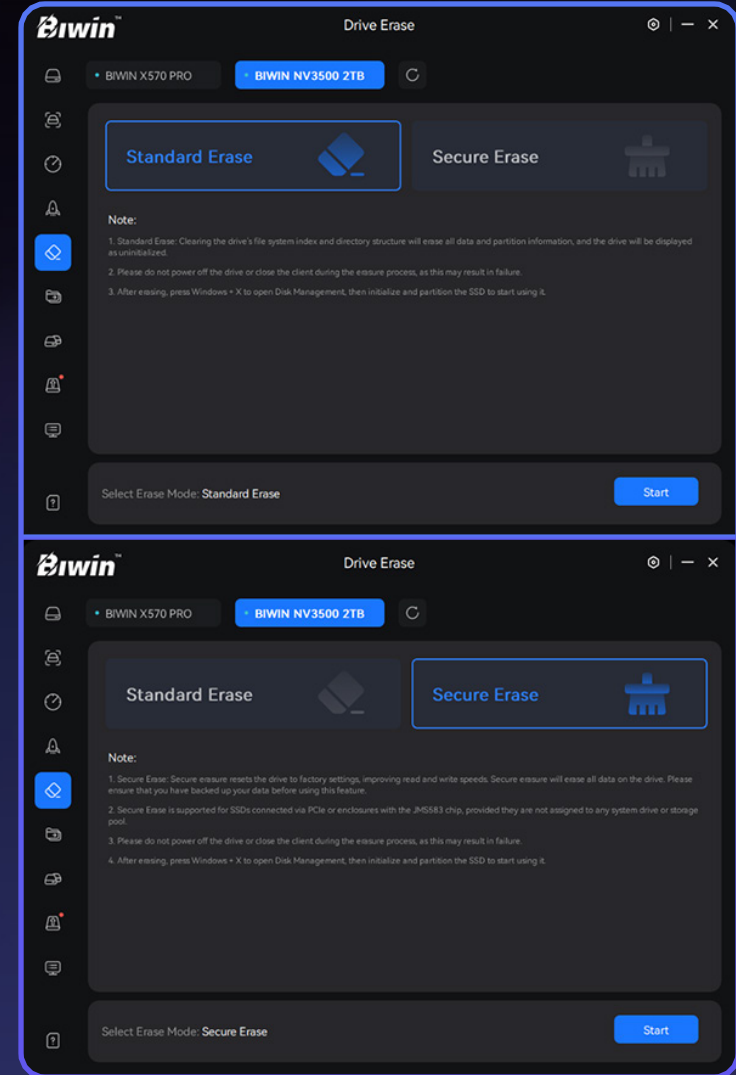 Biwin™
Drive Erase
BIWIN X570 PRO
BIWIN NV3500 2TB
Standard Erase
Secure Erase
Note:
1. Standard Erase: Clearing the drive's file system index and directory structure will erase all data and partition information, and the drive will be displayed
as uninitialized.
2. Please do not power off the drive or close the client during the erasure process, as this may result in failure.
3. After erasing, press Windows + X to open Disk Management, then initialize and partition the SSD to start using it.
Select Erase Mode: Standard Erase
Start
Biwin™
Drive Erase
BIWIN X570 PRO
BIWIN NV3500 2TB
Standard Erase
Secure Erase
Note:
1. Secure Erase: Secure erasure resets the drive to factory settings, improving read and write speeds. Secure erasure will erase all data on the drive. Please
ensure that you have backed up your data before using this feature.
2. Secure Erase is supported for SSDs connected via PCIe or enclosures with the JMS583 chip, provided they are not assigned to any system drive or storage
pool.
3. Please do not power off the drive or close the client during the erasure process, as this may result in failure.
4. After erasing, press Windows + X to open Disk Management, then initialize and partition the SSD to start using it.
Select Erase Mode: Secure Erase
Start